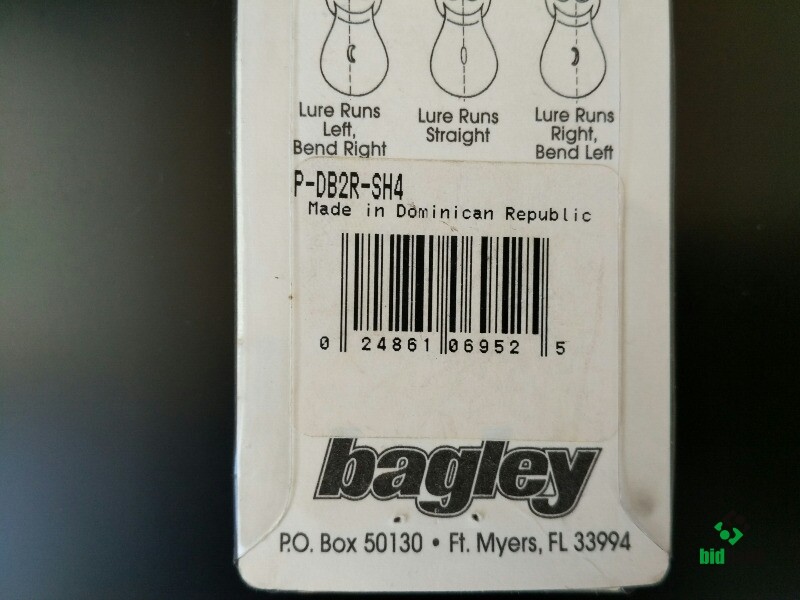 Lure Runs
Left,
Bend Right
Lure Runs
Straight
Lure Runs
Right,
Bend Left
P-DB2R-SH4
Made in Dominican Republic
0 24861 06952 5
bagley
P.O. Box 50130 • Ft. Myers, FL 33994
bid